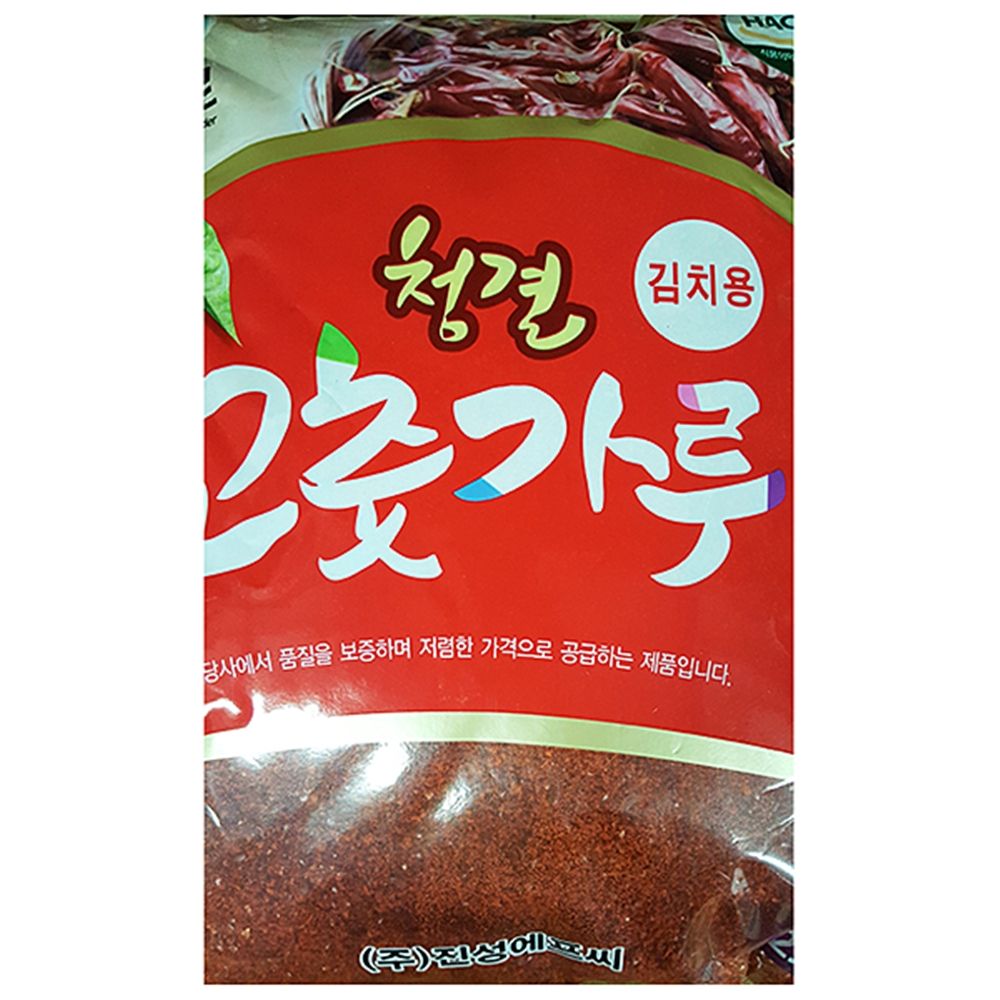 HAC
청결
김치용
고춧가루
당사에서 품질을 보증하며 저렴한 가격으로 공급하는 제품입니다.
(주)진성에프씨